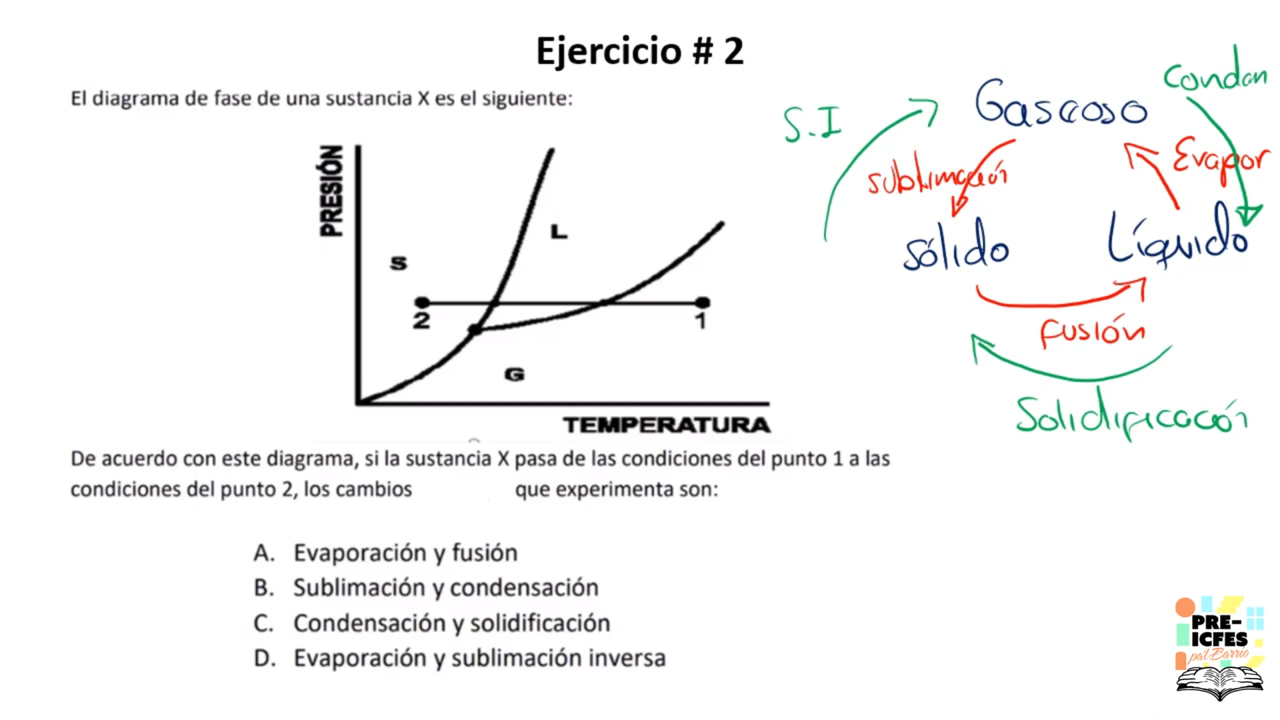 Ejercicio # 2
El diagrama de fase de una sustancia X es el siguiente:
PRESIÓN
S
L
2
1
G
TEMPERATURA
S.I
Gaseoso
Conden
sublimación
Evapor
sólido
Líquido
fusión
Solidificación
De acuerdo con este diagrama, si la sustancia X pasa de las condiciones del punto 1 a las
condiciones del punto 2, los cambios que experimenta son:
A. Evaporación y fusión
B. Sublimación y condensación
C. Condensación y solidificación
D. Evaporación y sublimación inversa
PRE-
ICFES
pal Barrio